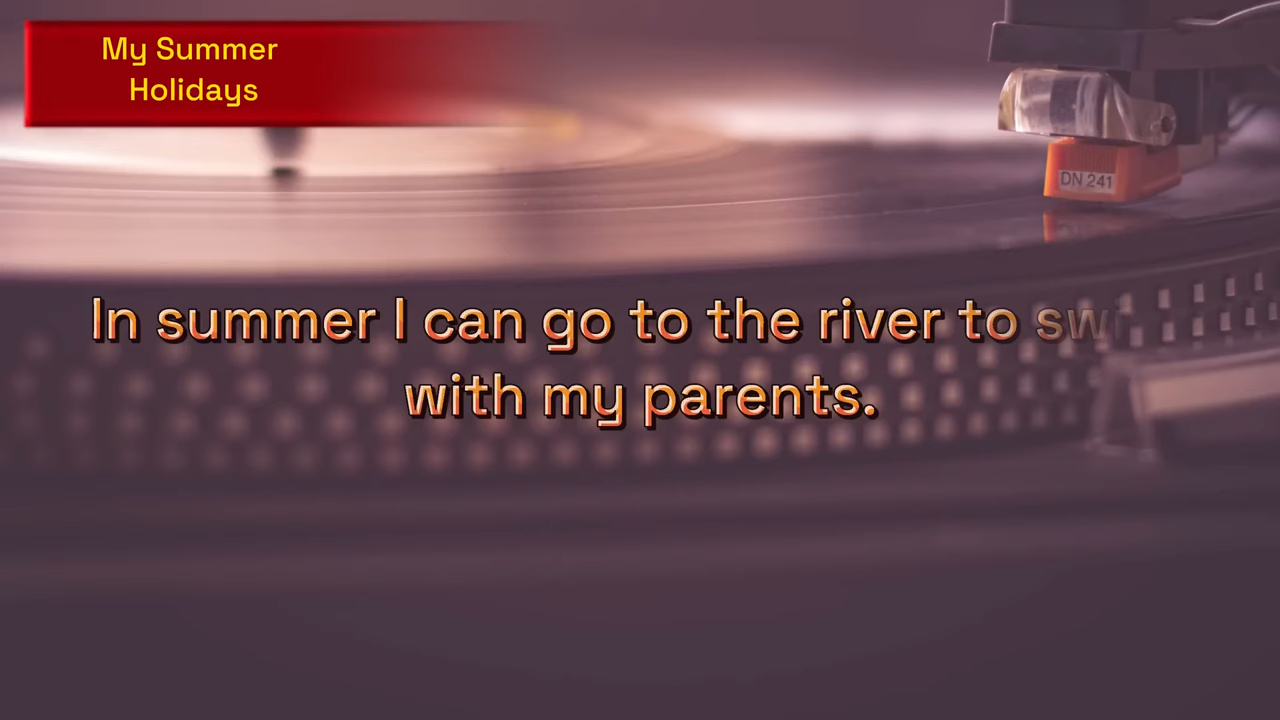 My Summer
Holidays
DN 241
In summer I can go to the river to
with my parents.